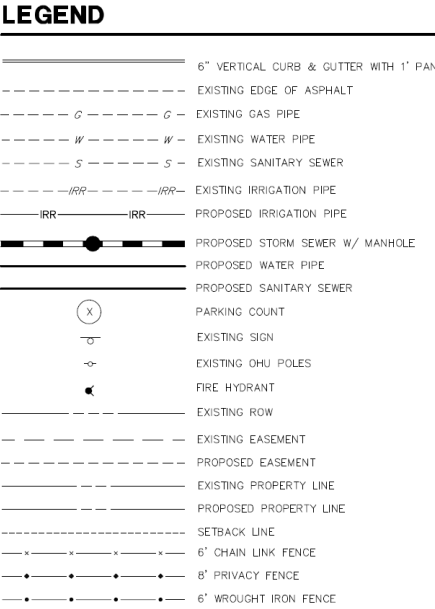 LEGEND
6" VERTICAL CURB & GUTTER WITH 1' PAN
EXISTING EDGE OF ASPHALT
G G EXISTING GAS PIPE
W W EXISTING WATER PIPE
S S EXISTING SANITARY SEWER
IRR IRR EXISTING IRRIGATION PIPE
IRR IRR PROPOSED IRRIGATION PIPE
PROPOSED STORM SEWER W/ MANHOLE
PROPOSED WATER PIPE
PROPOSED SANITARY SEWER
X PARKING COUNT
EXISTING SIGN
EXISTING OHU POLES
FIRE HYDRANT
EXISTING ROW
EXISTING EASEMENT
PROPOSED EASEMENT
EXISTING PROPERTY LINE
PROPOSED PROPERTY LINE
SETBACK LINE
6' CHAIN LINK FENCE
8' PRIVACY FENCE
6' WROUGHT IRON FENCE